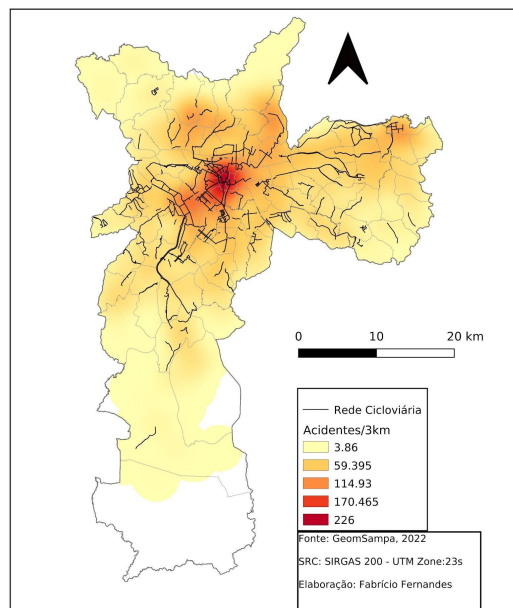 0 10 20 km
Rede Cicloviária
Acidentes/3km
3.86
59.395
114.93
170.465
226
Fonte: GeomSampa, 2022
SRC: SIRGAS 200 - UTM Zone:23s
Elaboração: Fabrício Fernandes